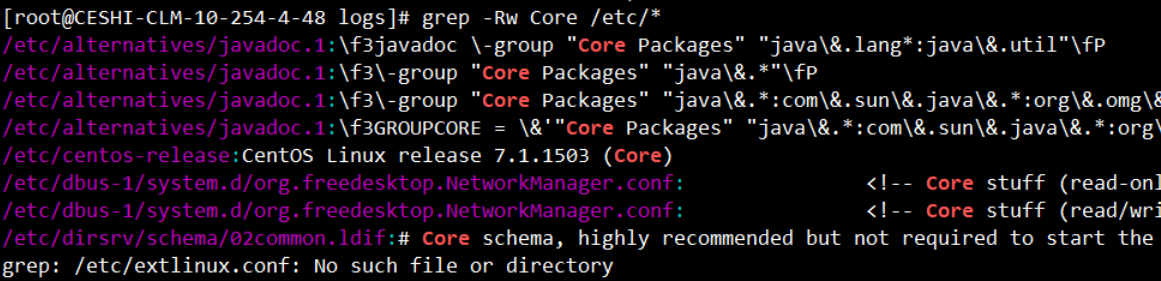 [root@CESHI-CLM-10-254-4-48 logs]# grep -Rw Core /etc/*
/etc/alternatives/javadoc.1:\f3javadoc \-group "Core Packages" "java\&.lang*:java\&.util"\fP
/etc/alternatives/javadoc.1:\f3\-group "Core Packages" "java\&.*"\fP
/etc/alternatives/javadoc.1:\f3\-group "Core Packages" "java\&.*:com\&.sun\&.java\&.*:org\&.omg\&
/etc/alternatives/javadoc.1:\f3GROUPCORE = \&'"Core Packages" "java\&.*:com\&.sun\&.java\&.*:org\
/etc/centos-release:CentOS Linux release 7.1.1503 (Core)
/etc/dbus-1/system.d/org.freedesktop.NetworkManager.conf: <!-- Core stuff (read-onl
/etc/dbus-1/system.d/org.freedesktop.NetworkManager.conf: <!-- Core stuff (read/wri
/etc/dirsrv/schema/02common.ldif:# Core schema, highly recommended but not required to start the
grep: /etc/extlinux.conf: No such file or directory